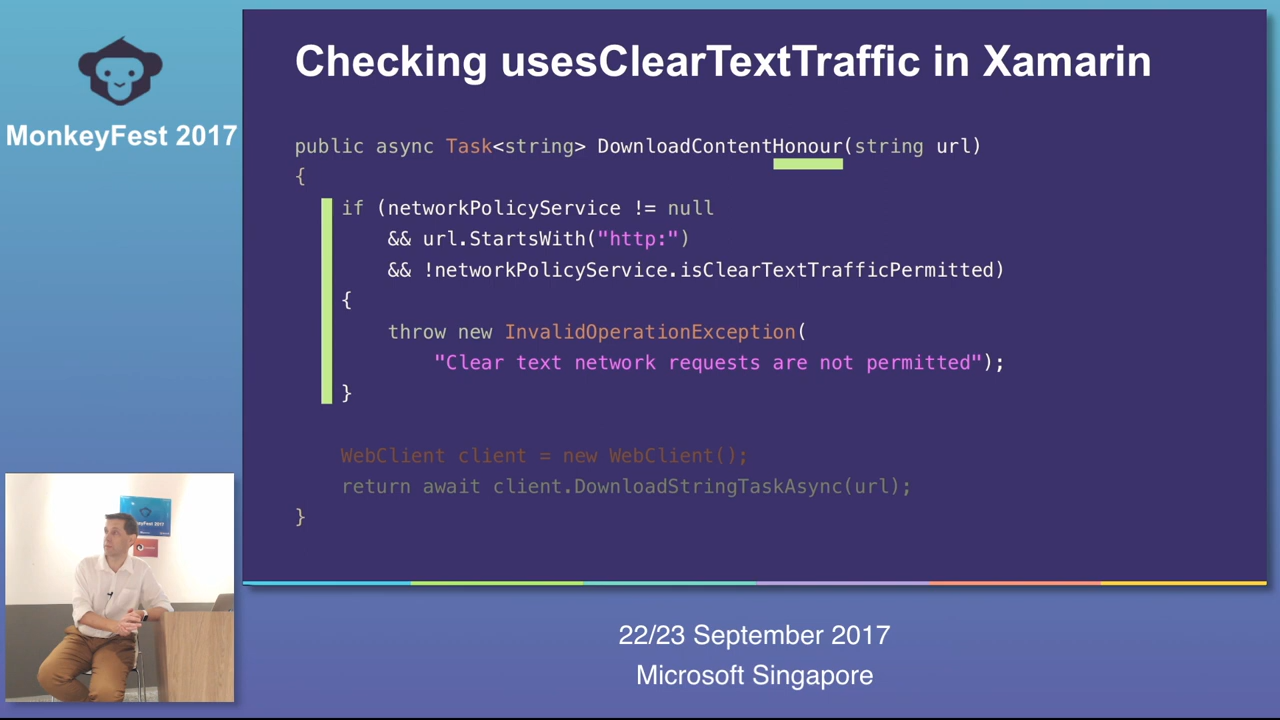 MonkeyFest 2017
Checking usesClearTextTraffic in Xamarin
public async Task<string> DownloadContentHonour(string url)
{
if (networkPolicyService != null
&& url.StartsWith("http:")
&& !networkPolicyService.isClearTextTrafficPermitted)
{
throw new InvalidOperationException(
"Clear text network requests are not permitted");
}
WebClient client = new WebClient();
return await client.DownloadStringTaskAsync(url);
}
22/23 September 2017
Microsoft Singapore